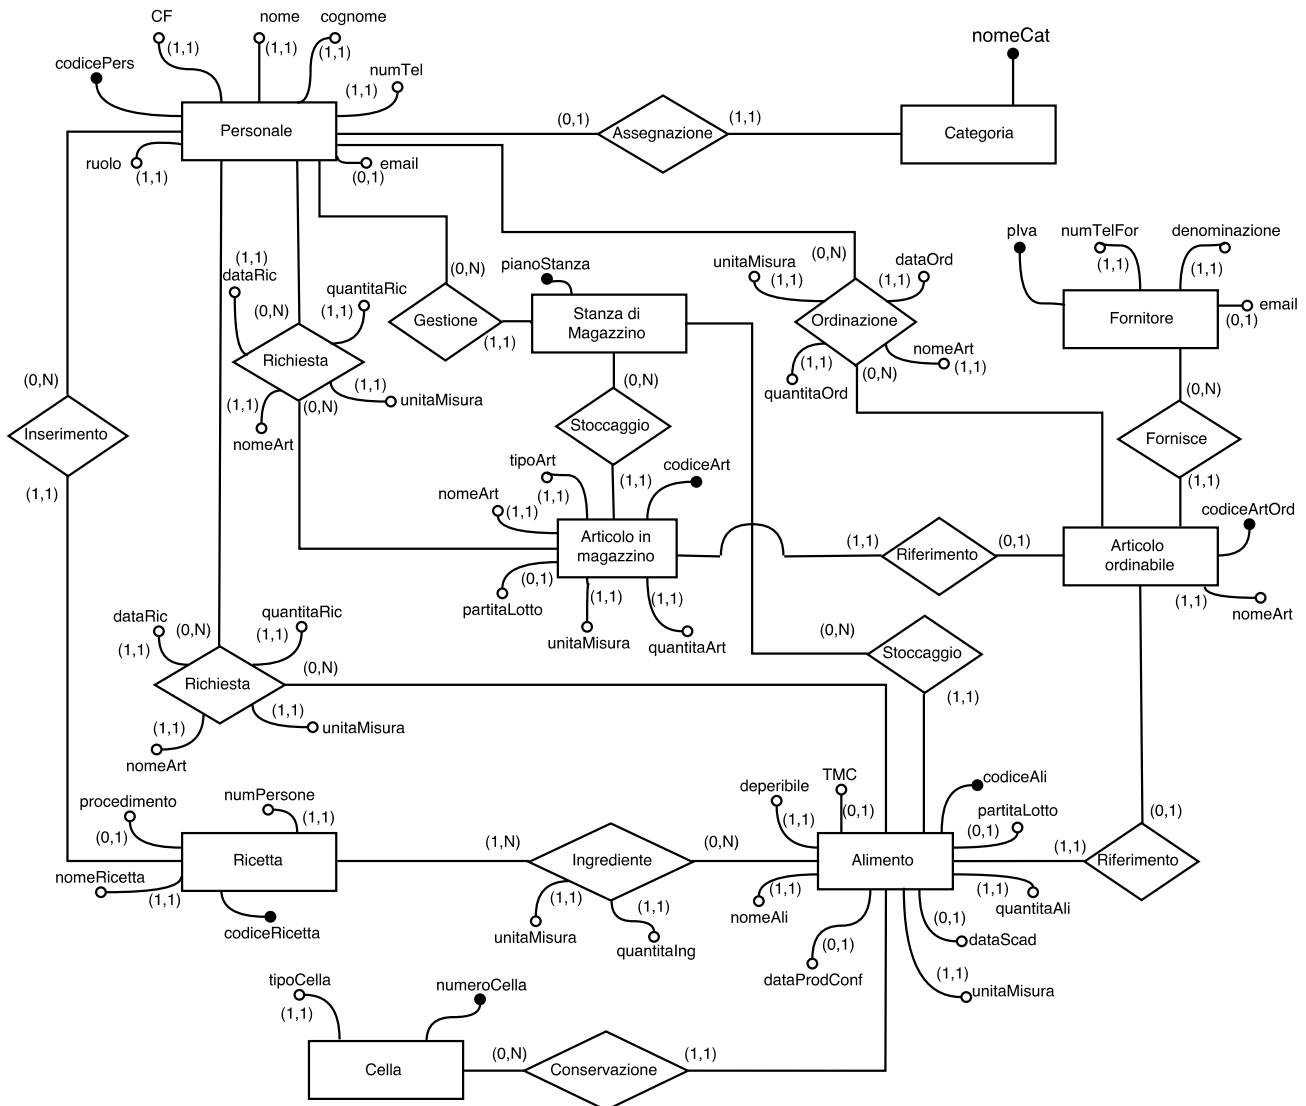 CF
nome
cognome
(1,1)
(1,1)
(1,1)
codicePers
numTel
(1,1)
nomeCat
Personale
(0,1)
Assegnazione
(1,1)
Categoria
ruolo
(1,1)
email
(0,1)
pIva
numTelFor
(1,1)
denominazione
(1,1)
(1,1)
dataRic
quantitaRic
(1,1)
(0,N)
(0,N)
pianoStanza
unitaMisura
(1,1)
(0,N)
dataOrd
(1,1)
Richiesta
Gestione
(1,1)
Stanza di
Magazzino
Ordinazione
Fornitore
email
(0,1)
(1,1)
nomeArt
(0,N)
(1,1)
unitaMisura
(0,N)
(1,1)
quantitaOrd
(0,N)
nomeArt
(1,1)
(0,N)
(0,N)
Inserimento
(1,1)
Stoccaggio
(1,1)
Fornisce
(1,1)
tipoArt
(1,1)
codiceArt
nomeArt
(1,1)
codiceArtOrd
Articolo in
magazzino
(1,1)
Riferimento
(0,1)
Articolo
ordinabile
(0,1)
partitaLotto
(1,1)
unitaMisura
(1,1)
quantitaArt
(1,1)
nomeArt
dataRic
(1,1)
(0,N)
quantitaRic
(1,1)
(0,N)
Stoccaggio
(1,1)
Richiesta
(0,N)
(1,1)
nomeArt
(1,1)
unitaMisura
procedimento
(0,1)
numPersone
(1,1)
deperibile
(1,1)
TMC
(0,1)
codiceAli
partitaLotto
(0,1)
(0,1)
Ricetta
(1,N)
Ingrediente
(0,N)
Alimento
(1,1)
Riferimento
nomeRicetta
(1,1)
codiceRicetta
(1,1)
unitaMisura
(1,1)
quantitaIng
(1,1)
nomeAli
(0,1)
dataProdConf
(1,1)
quantitaAli
(0,1)
dataScad
(1,1)
unitaMisura
tipoCella
(1,1)
numeroCella
Cella
(0,N)
Conservazione
(1,1)